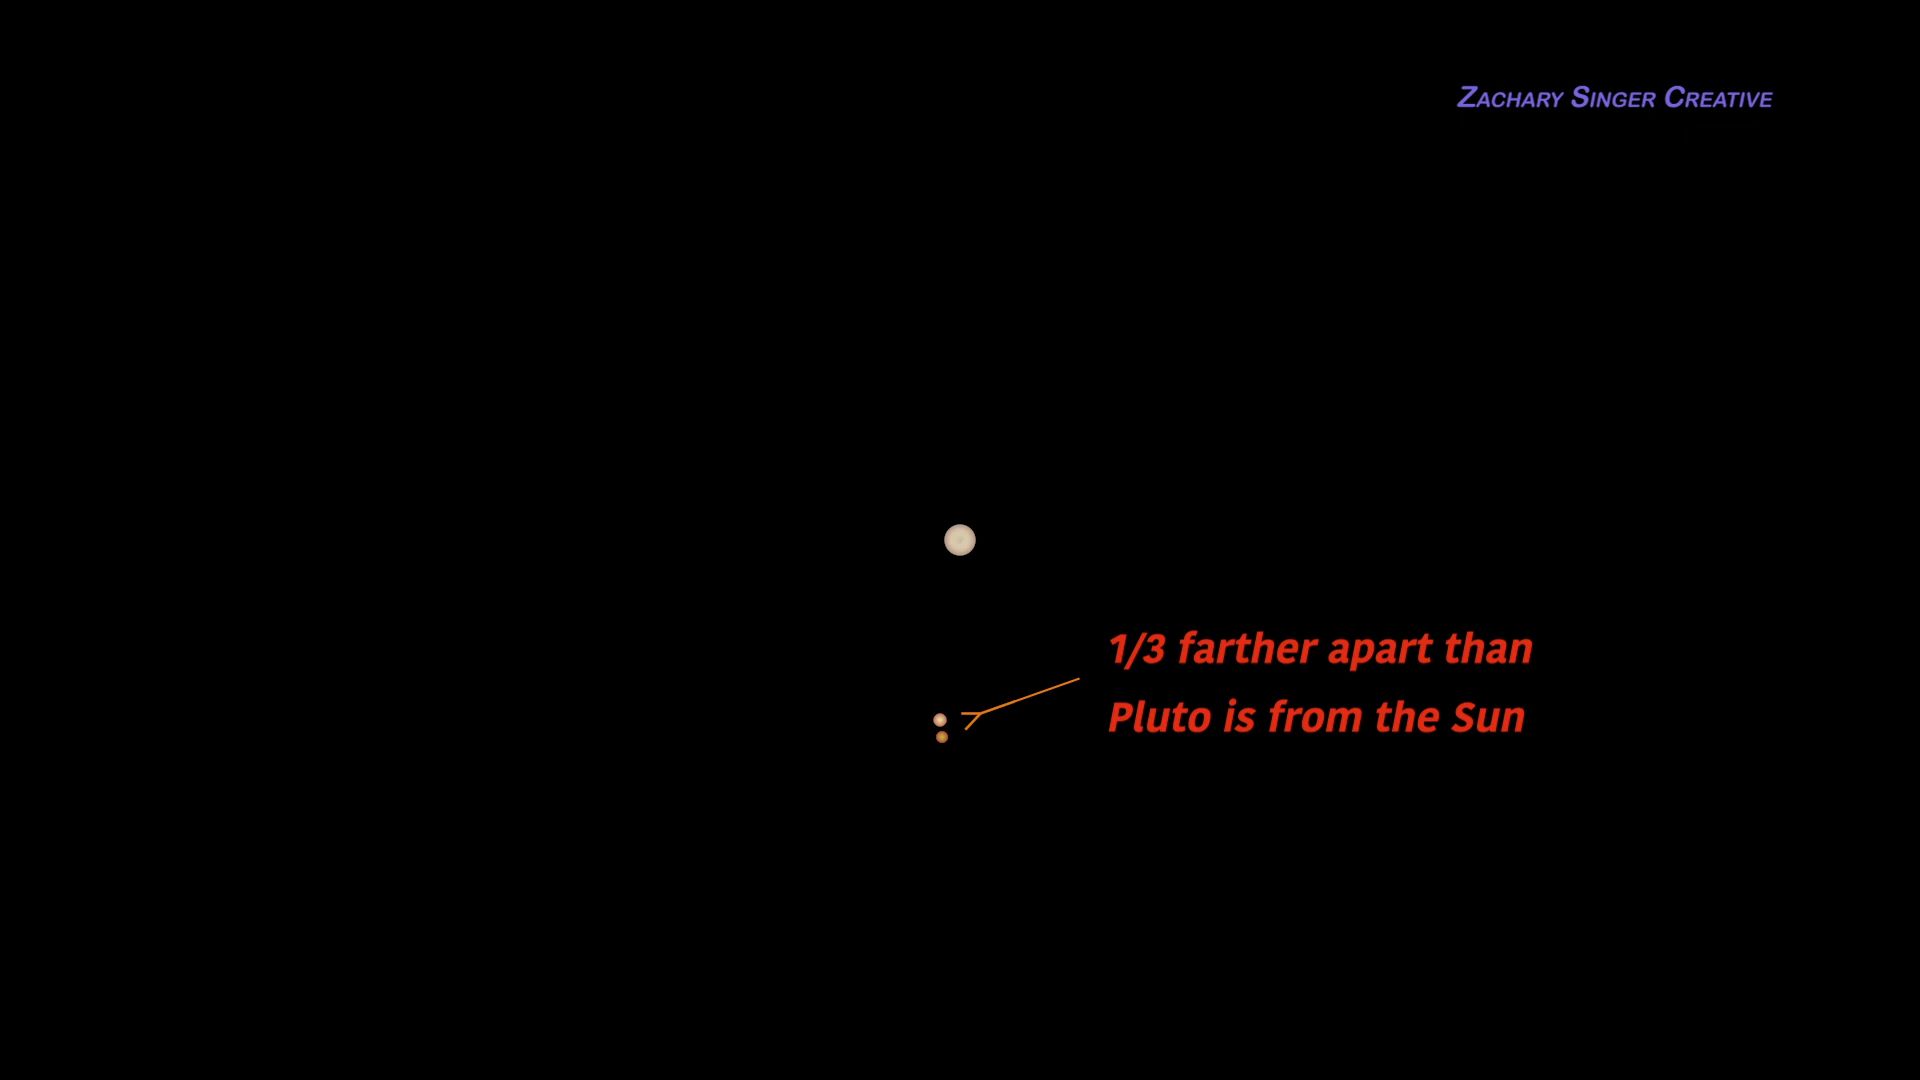 Zachary Singer Creative
1/3 farther apart than
Pluto is from the Sun